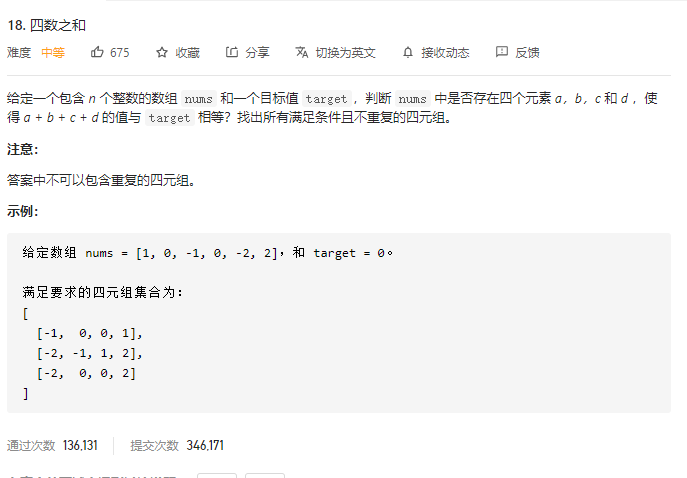 18. 四数之和
难度 中等 675 收藏 分享 切换为英文 接收动态 反馈
给定一个包含 n 个整数的数组 nums 和一个目标值 target，判断 nums 中是否存在四个元素 a，b，c 和 d ，使
得 a + b + c + d 的值与 target 相等？找出所有满足条件且不重复的四元组。
注意：
答案中不可以包含重复的四元组。
示例：
给定数组 nums = [1, 0, -1, 0, -2, 2]，和 target = 0。
满足要求的四元组集合为：
[
[-1, 0, 0, 1],
[-2, -1, 1, 2],
[-2, 0, 0, 2]
]
通过次数 136,131 提交次数 346,171